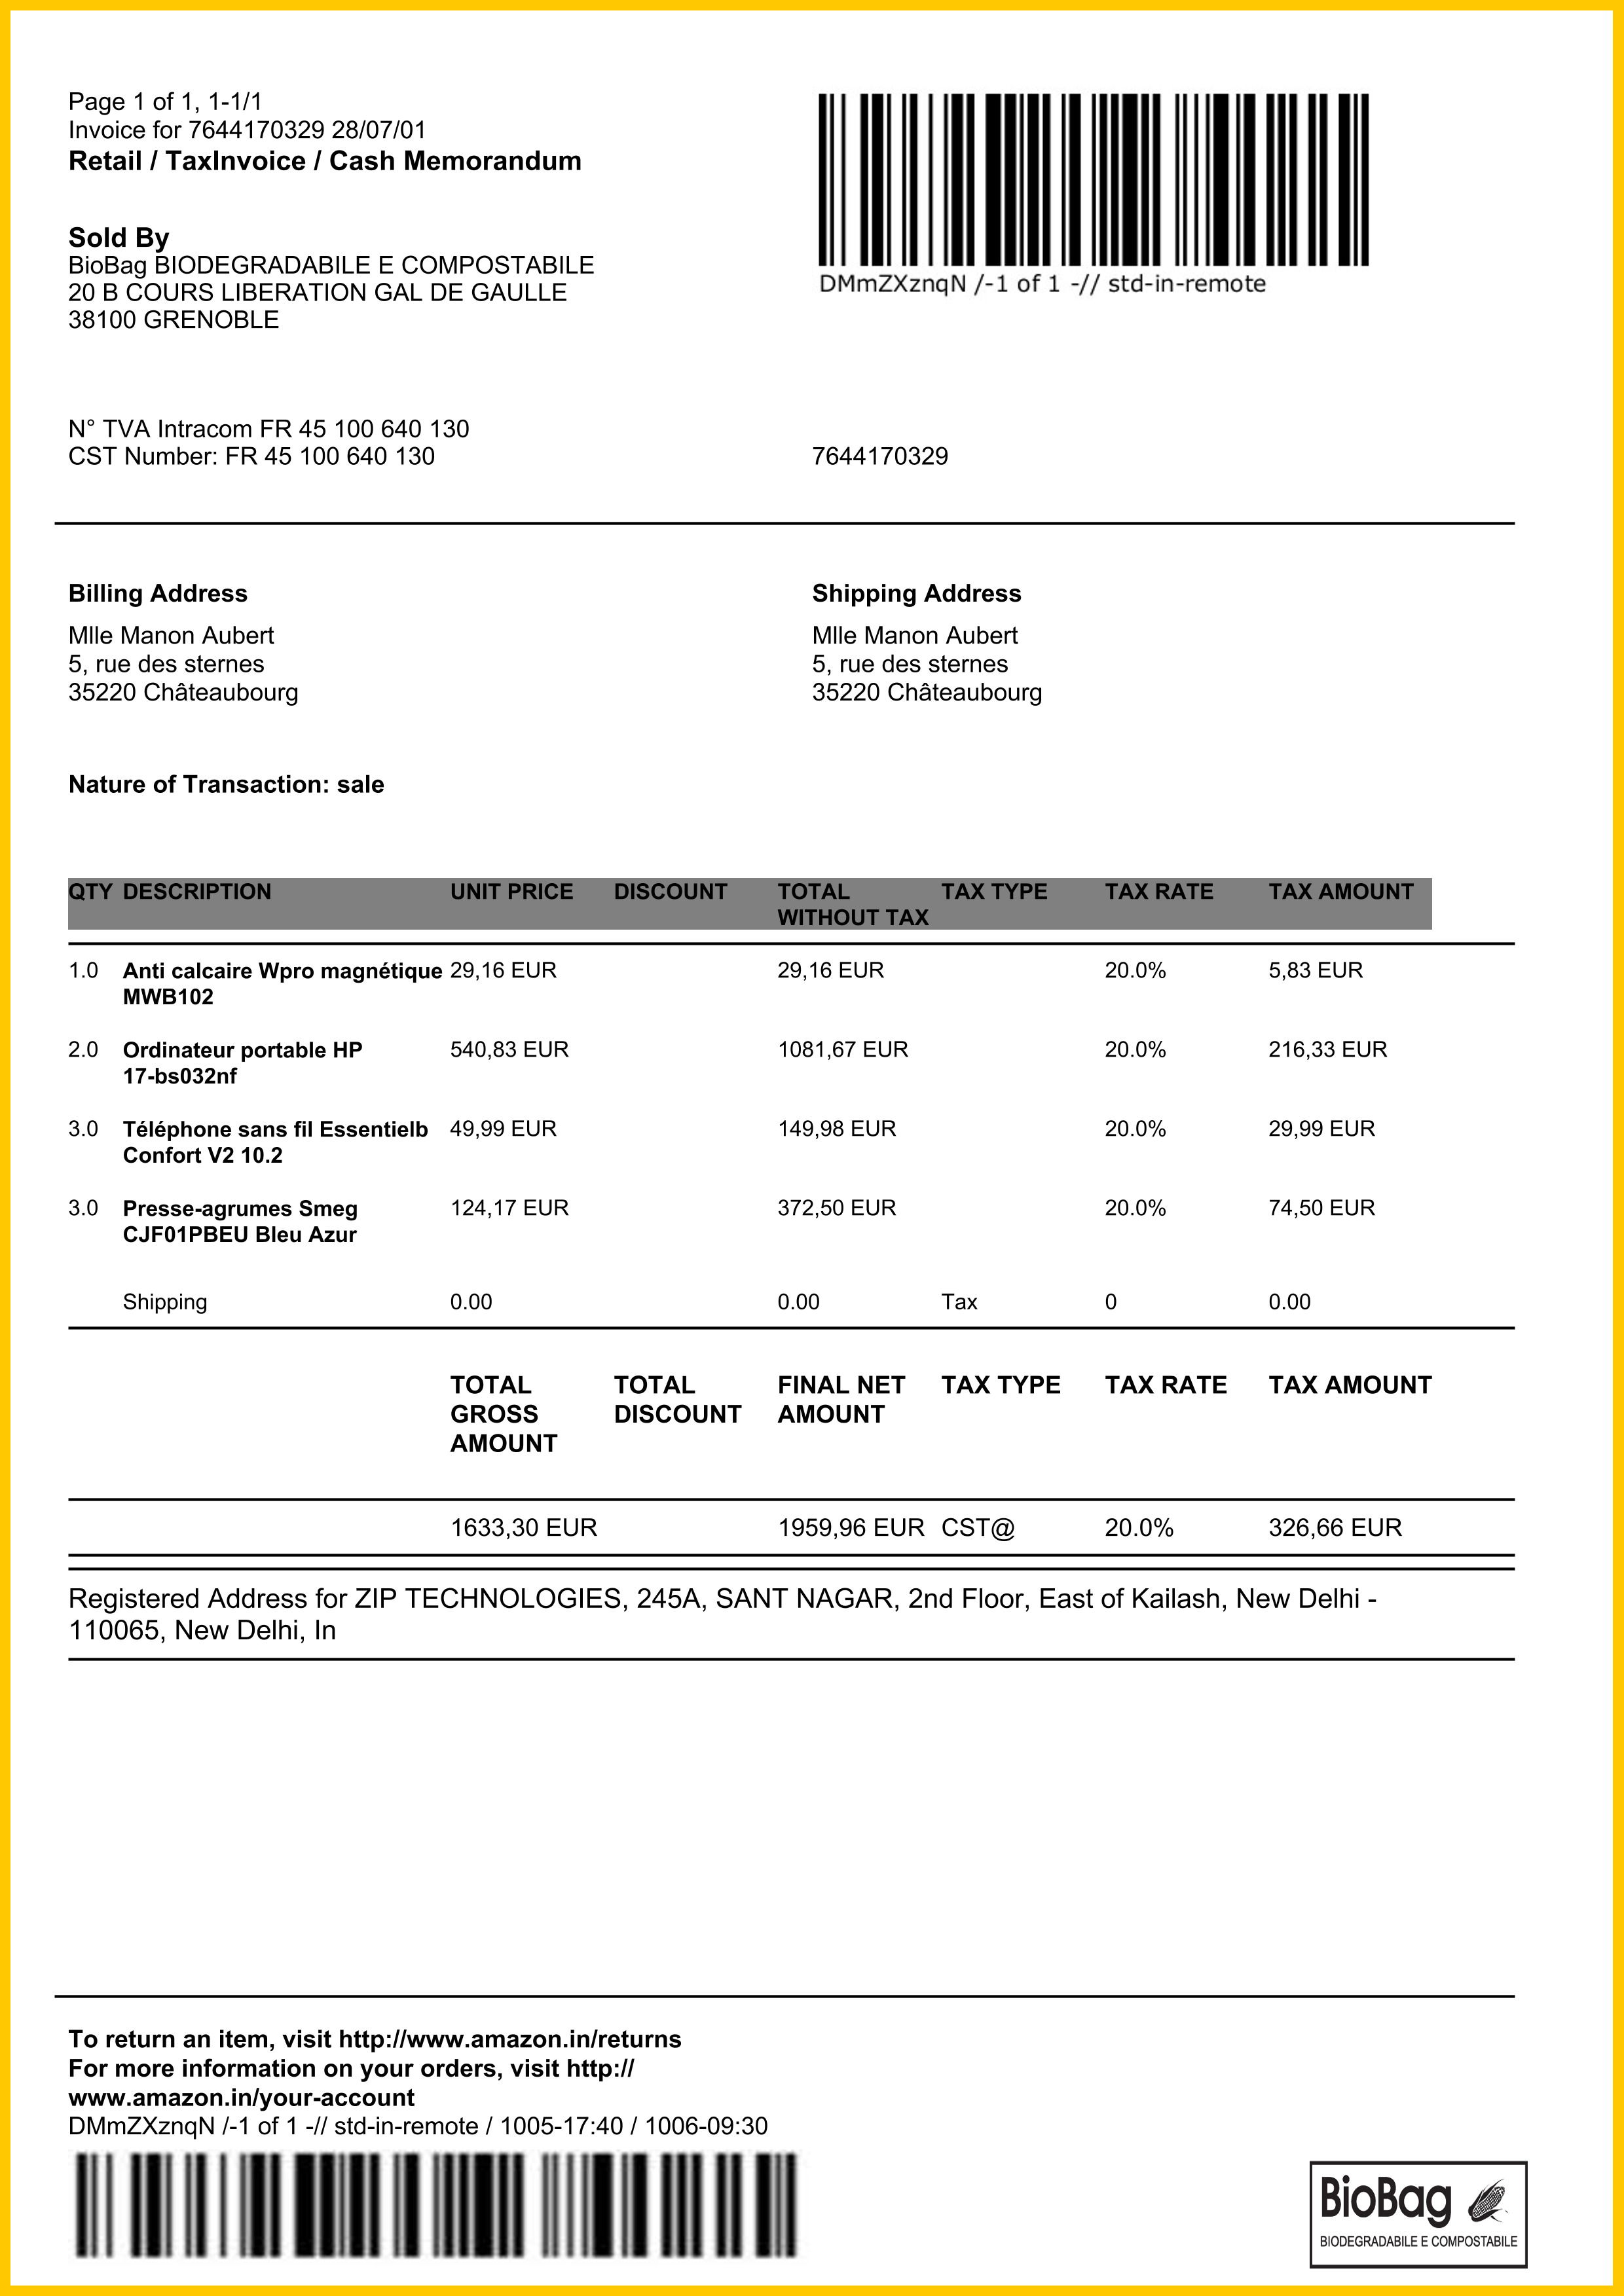 Page 1 of 1, 1-1/1
Invoice for 7644170329 28/07/01
Retail / TaxInvoice / Cash Memorandum
DMmZXznqN /-1 of 1 -// std-in-remote
Sold By
BioBag BIODEGRADABILE E COMPOSTABILE
20 B COURS LIBERATION GAL DE GAULLE
38100 GRENOBLE
N° TVA Intracom FR 45 100 640 130
CST Number: FR 45 100 640 130 7644170329
Billing Address Shipping Address
Mlle Manon Aubert Mlle Manon Aubert
5, rue des sternes 5, rue des sternes
35220 Châteaubourg 35220 Châteaubourg
Nature of Transaction: sale
QTY DESCRIPTION UNIT PRICE DISCOUNT TOTAL TAX TYPE TAX RATE TAX AMOUNT
WITHOUT TAX
1.0 Anti calcaire Wpro magnétique 29,16 EUR 29,16 EUR 20.0% 5,83 EUR
MWB102
2.0 Ordinateur portable HP 540,83 EUR 1081,67 EUR 20.0% 216,33 EUR
17-bs032nf
3.0 Téléphone sans fil Essentielb 49,99 EUR 149,98 EUR 20.0% 29,99 EUR
Confort V2 10.2
3.0 Presse-agrumes Smeg 124,17 EUR 372,50 EUR 20.0% 74,50 EUR
CJF01PBEU Bleu Azur
Shipping 0.00 0.00 Tax 0 0.00
TOTAL TOTAL FINAL NET TAX TYPE TAX RATE TAX AMOUNT
GROSS DISCOUNT AMOUNT
AMOUNT
1633,30 EUR 1959,96 EUR CST@ 20.0% 326,66 EUR
Registered Address for ZIP TECHNOLOGIES, 245A, SANT NAGAR, 2nd Floor, East of Kailash, New Delhi -
110065, New Delhi, In
To return an item, visit http://www.amazon.in/returns
For more information on your orders, visit http://
www.amazon.in/your-account
DMmZXznqN /-1 of 1 -// std-in-remote / 1005-17:40 / 1006-09:30
BioBag
BIODEGRADABILE E COMPOSTABILE